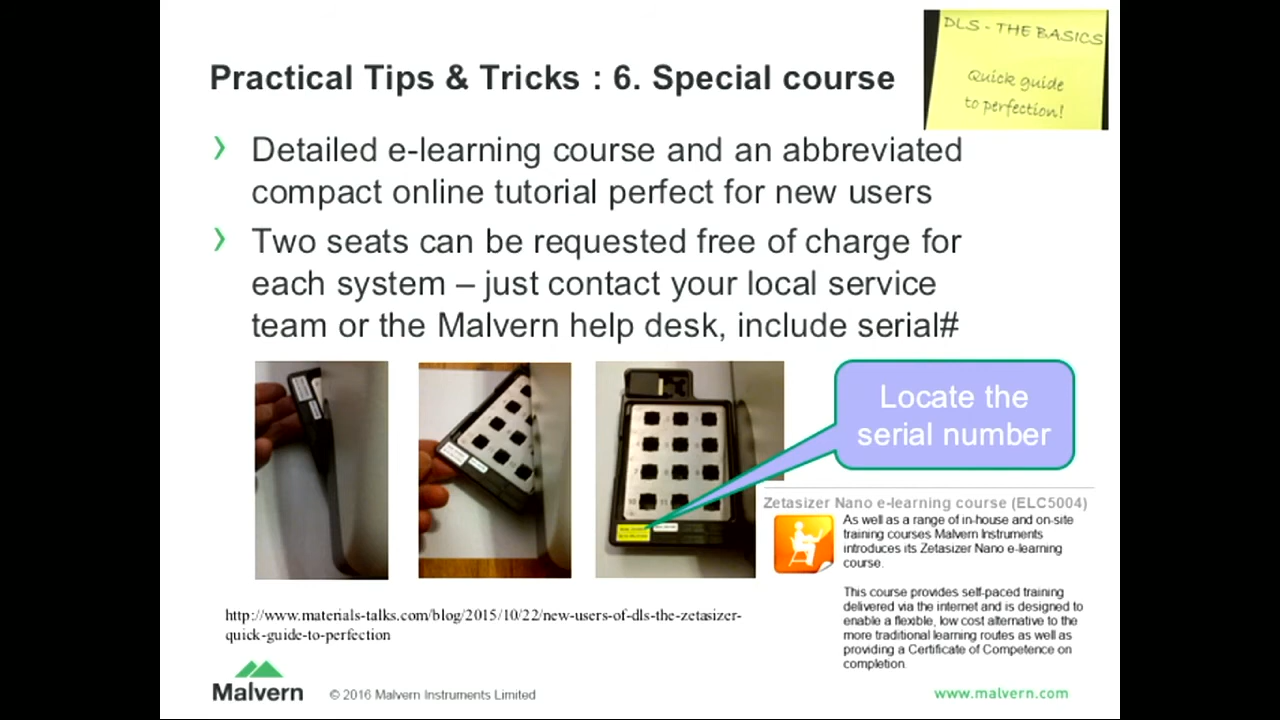 DLS - THE BASICS
Quick guide
to perfection!
Practical Tips & Tricks : 6. Special course
Detailed e-learning course and an abbreviated
compact online tutorial perfect for new users
Two seats can be requested free of charge for
each system – just contact your local service
team or the Malvern help desk, include serial#
Locate the
serial number
Zetasizer Nano e-learning course (ELC5004)
As well as a range of in-house and on-site
training courses Malvern Instruments
introduces its Zetasizer Nano e-learning
course.
This course provides self-paced training
delivered via the internet and is designed to
enable a flexible, low cost alternative to the
more traditional learning routes as well as
providing a Certificate of Competence on
completion.
http://www.materials-talks.com/blog/2015/10/22/new-users-of-dls-the-zetasizer-
quick-guide-to-perfection
Malvern
© 2016 Malvern Instruments Limited
www.malvern.com